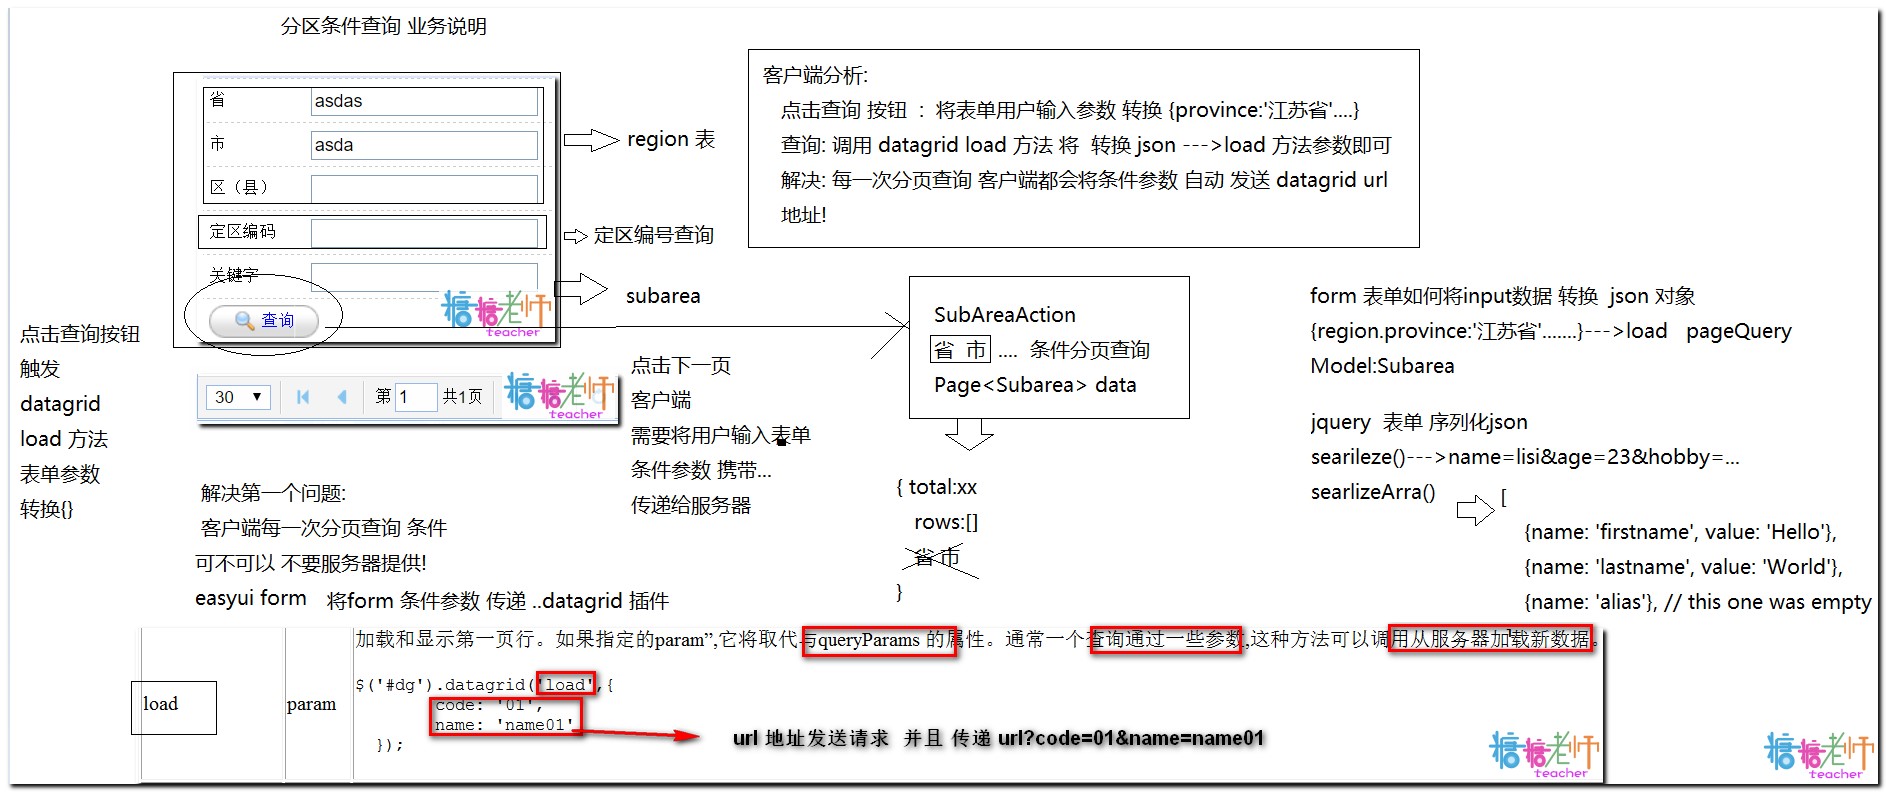 分区条件查询 业务说明
省
asdas
市
asda
区（县）
定区编码
关键字
查询
糖糖老师
teacher
region 表
定区编号查询
subarea
客户端分析:
点击查询 按钮 ： 将表单用户输入参数 转换 {province:'江苏省'....}
查询: 调用 datagrid load 方法 将 转换 json --->load 方法参数即可
解决: 每一次分页查询 客户端都会将条件参数 自动 发送 datagrid url
地址!
点击查询按钮
触发
datagrid
load 方法
表单参数
转换{}
30
第 1 共1页
糖糖老师
teacher
点击下一页
客户端
需要将用户输入表单
条件参数 携带...
传递给服务器
SubAreaAction
省 市 .... 条件分页查询
Page<Subarea> data
{ total:xx
rows:[]
省 市
}
form 表单如何将input数据 转换 json 对象
{region.province:'江苏省'.......}--->load pageQuery
Model:Subarea
jquery 表单 序列化json
searileze()--->name=lisi&age=23&hobby=...
searlizeArra()
[
{name: 'firstname', value: 'Hello'},
{name: 'lastname', value: 'World'},
{name: 'alias'}, // this one was empty
解决第一个问题:
客户端每一次分页查询 条件
可不可以 不要服务器提供!
easyui form 将form 条件参数 传递 ..datagrid 插件
load
param
加载和显示第一页行。如果指定的param”,它将取代与queryParams 的属性。通常一个查询通过一些参数,这种方法可以调用从服务器加载新数据。
$('#dg').datagrid('load',{
code: '01',
name: 'name01'
});
url 地址发送请求 并且 传递 url?code=01&name=name01
糖糖老师
teacher
糖糖老师
teacher